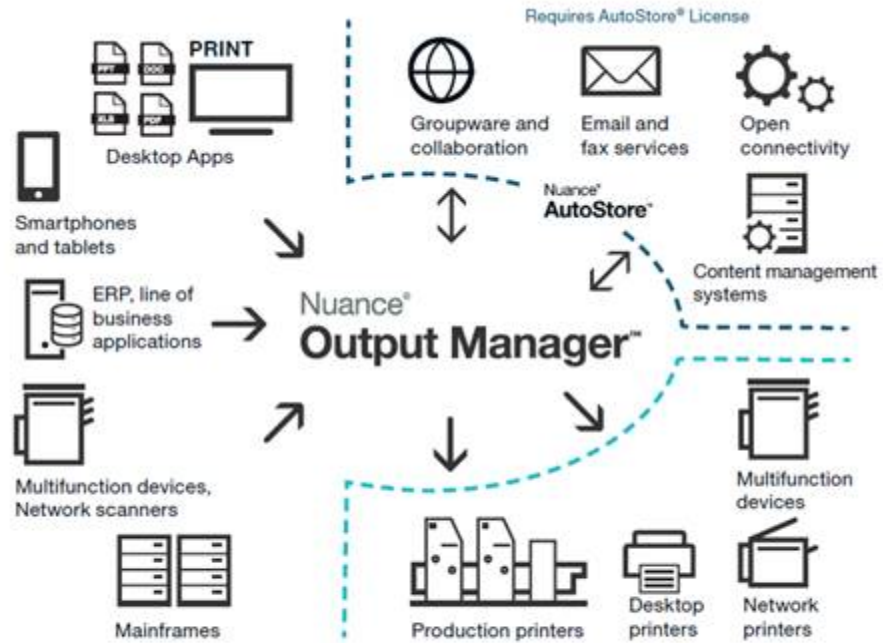 Requires AutoStore® License
PRINT
PPT
DOC
XLS
PDF
Desktop Apps
Groupware and
collaboration
Email and
fax services
Open
connectivity
Smartphones
and tablets
Nuance®
AutoStore™
Content management
systems
ERP, line of
business
applications
Nuance®
Output Manager™
Multifunction devices,
Network scanners
Multifunction
devices
Mainframes
Production printers
Desktop
printers
Network
printers